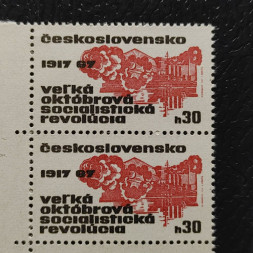 československo
1917 67
veľká
októbrová
socialistická
revolúcia
h30
československo
1917 67
veľká
októbrová
socialistická
revolúcia
h30